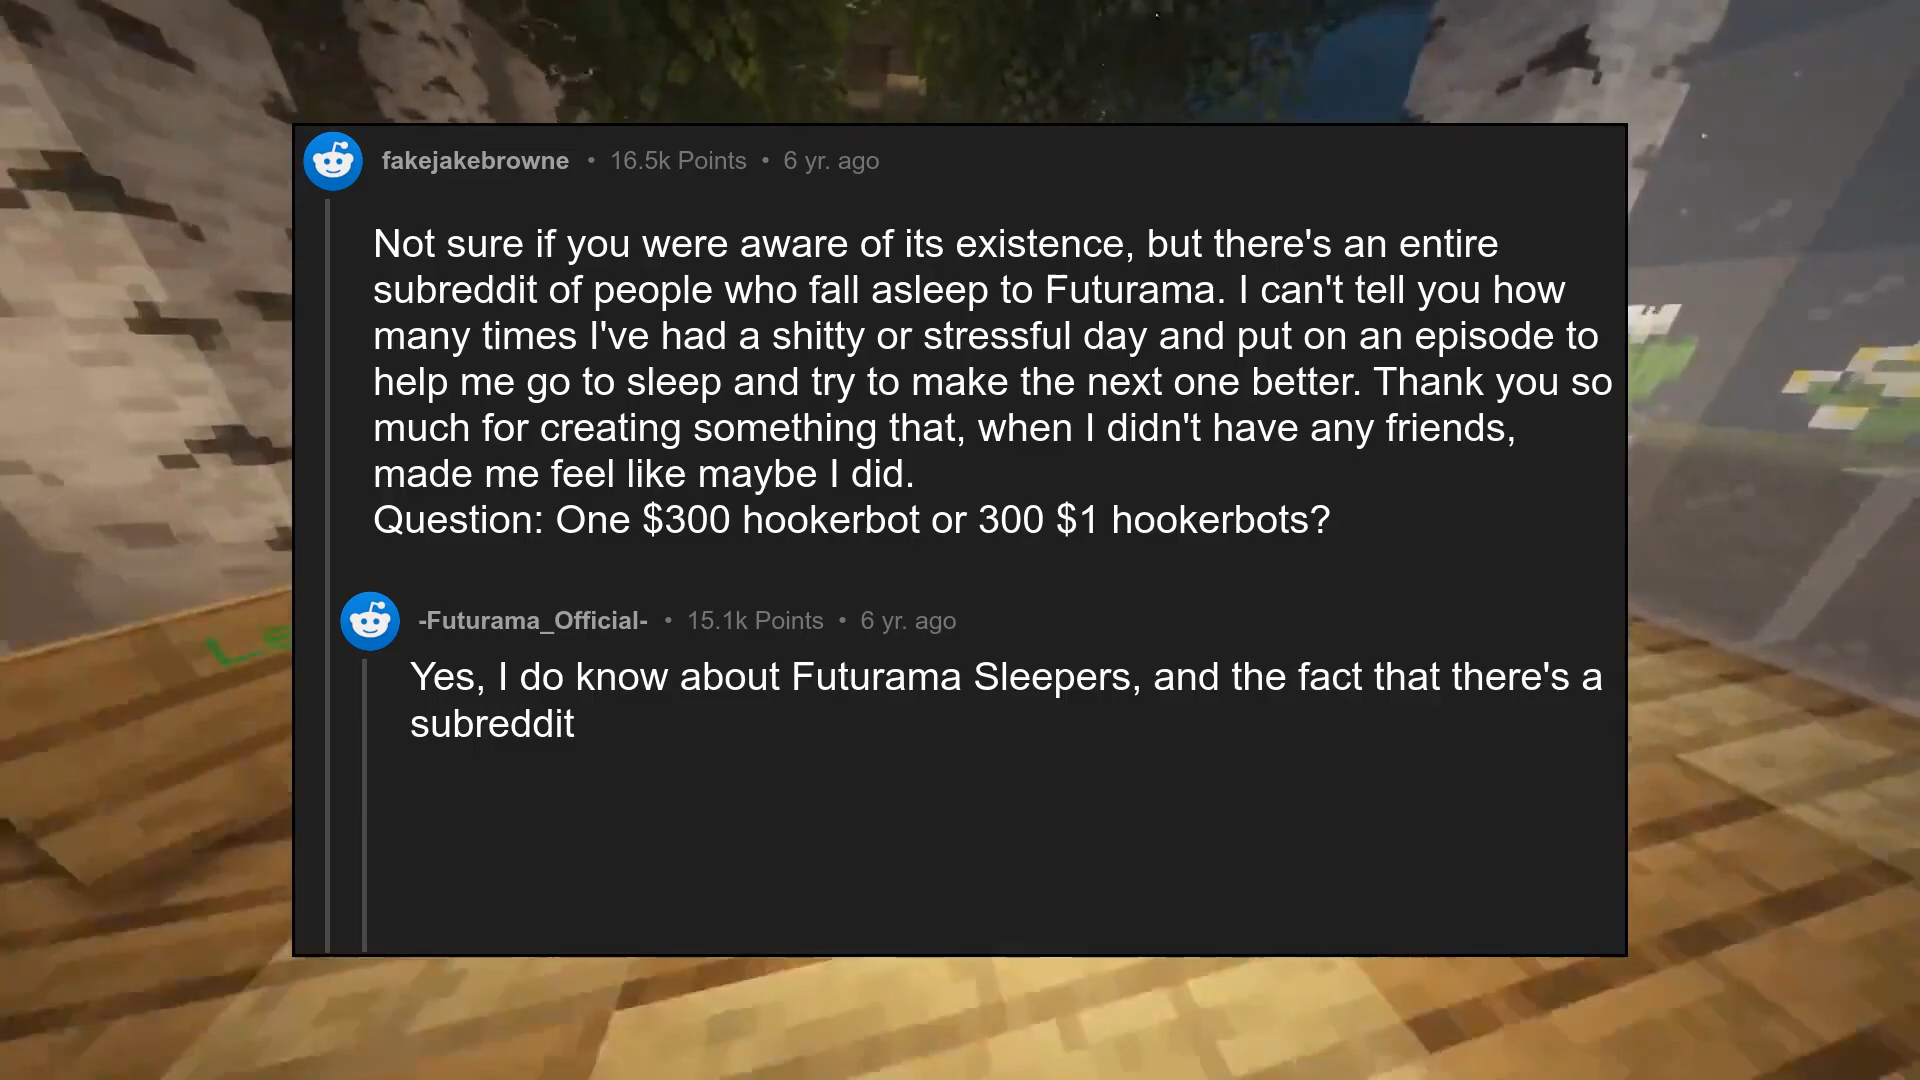 fakejakebrowne • 16.5k Points • 6 yr. ago
Not sure if you were aware of its existence, but there's an entire
subreddit of people who fall asleep to Futurama. I can't tell you how
many times I've had a shitty or stressful day and put on an episode to
help me go to sleep and try to make the next one better. Thank you so
much for creating something that, when I didn't have any friends,
made me feel like maybe I did.
Question: One $300 hookerbot or 300 $1 hookerbots?
-Futurama_Official- • 15.1k Points • 6 yr. ago
Yes, I do know about Futurama Sleepers, and the fact that there's a
subreddit